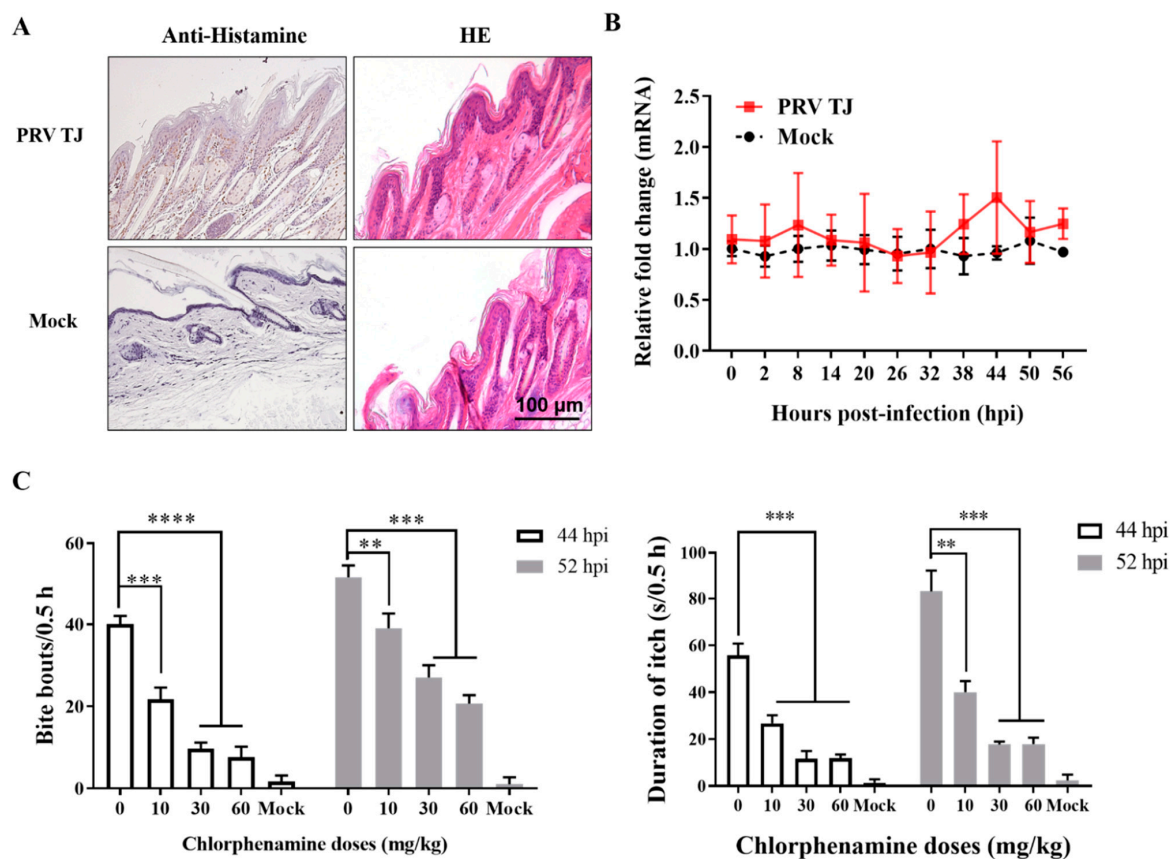 A
Anti-Histamine
HE
PRV TJ
Mock
100 μm
B
Relative fold change (mRNA)
2.5
2.0
1.5
1.0
0.5
0.0
PRV TJ
Mock
0 2 8 14 20 26 32 38 44 50 56
Hours post-infection (hpi)
C
Bite bouts/0.5 h
60
40
20
0
****
***
***
**
44 hpi
52 hpi
0 10 30 60 Mock 0 10 30 60 Mock
Chlorphenamine doses (mg/kg)
Duration of itch (s/0.5 h)
100
80
60
40
20
0
***
***
**
44 hpi
52 hpi
0 10 30 60 Mock 0 10 30 60 Mock
Chlorphenamine doses (mg/kg)